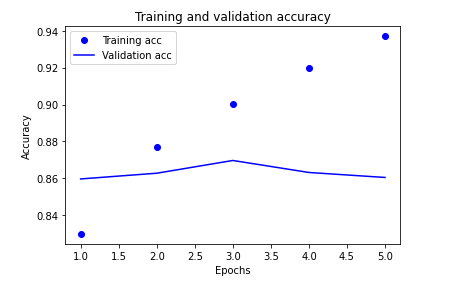 Training and validation accuracy
Training acc
Validation acc
Accuracy
0.94
0.92
0.90
0.88
0.86
0.84
1.0 1.5 2.0 2.5 3.0 3.5 4.0 4.5 5.0
Epochs